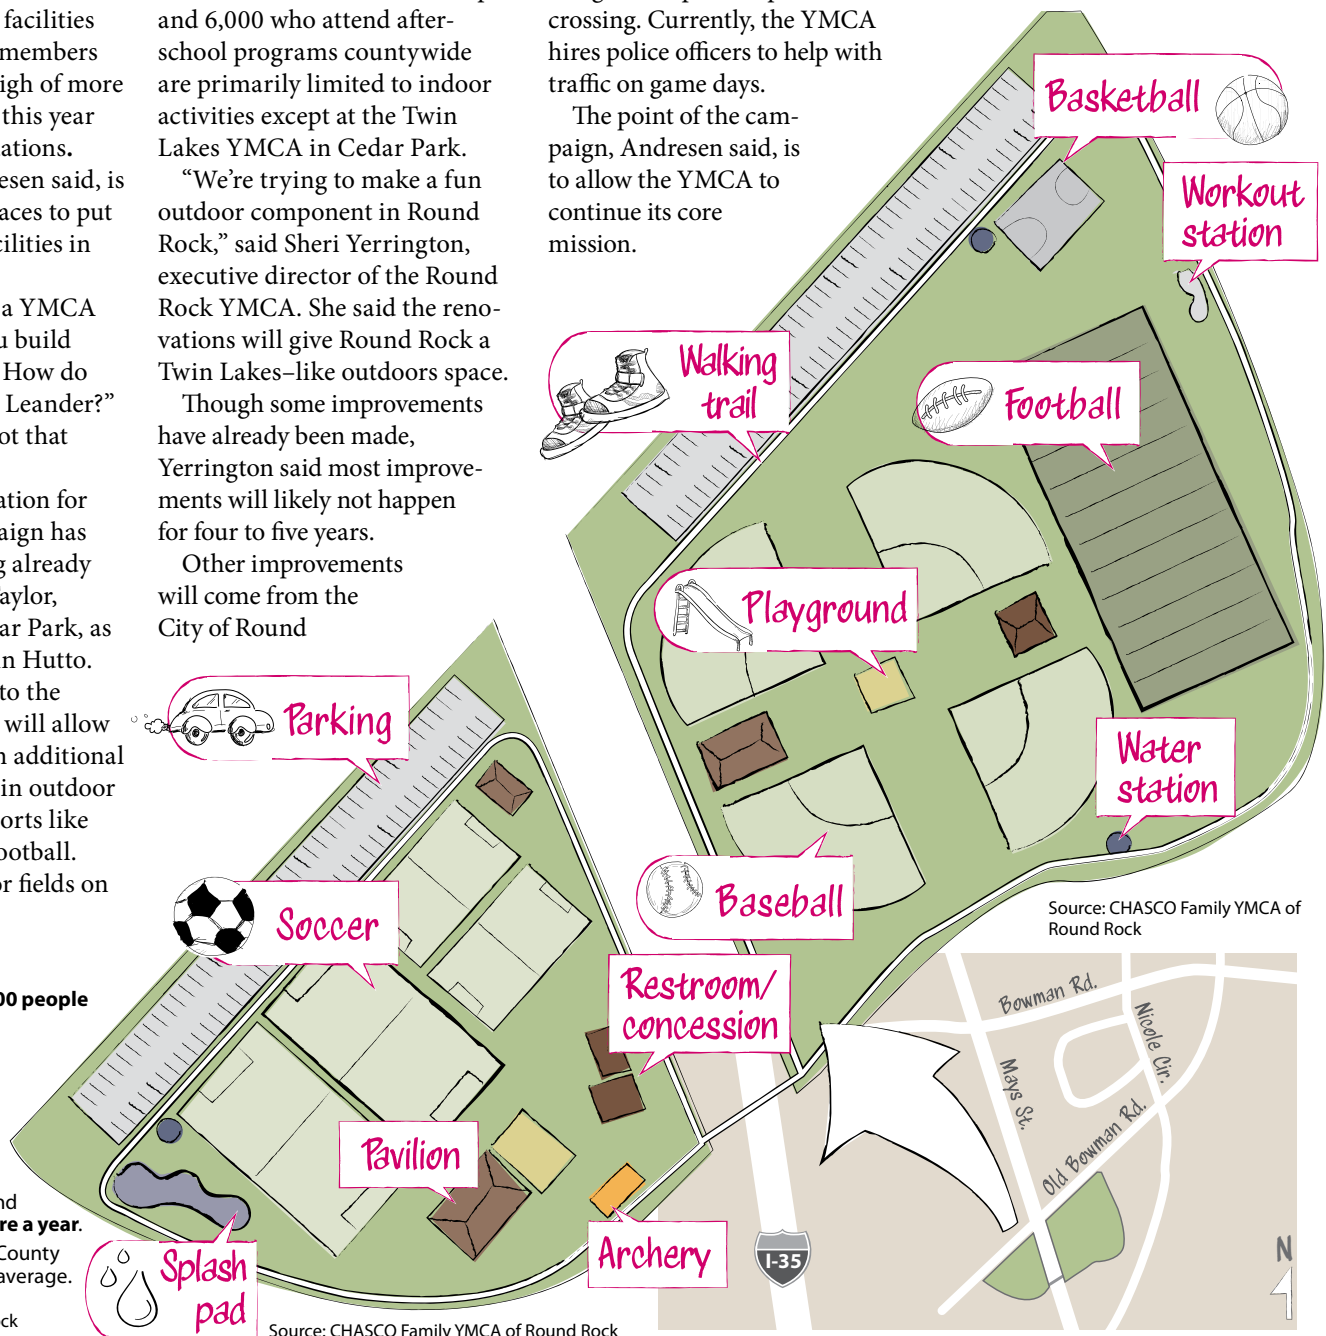 facilities
members
igh of more
this year
ations.
esen said, is
aces to put
cilities in
a YMCA
u build
How do
Leander?”
ot that
ation for
paign has
g already
Taylor,
ar Park, as
in Hutto.
to the
will allow
n additional
in outdoor
orts like
ootball.
or fields on
00 people
nd
re a year.
County
average.
ck
and 6,000 who attend after-
school programs countywide
are primarily limited to indoor
activities except at the Twin
Lakes YMCA in Cedar Park.
“We’re trying to make a fun
outdoor component in Round
Rock,” said Sheri Yerrington,
executive director of the Round
Rock YMCA. She said the reno-
vations will give Round Rock a
Twin Lakes–like outdoors space.
Though some improvements
have already been made,
Yerrington said most improve-
ments will likely not happen
for four to five years.
Other improvements
will come from the
City of Round
crossing. Currently, the YMCA
hires police officers to help with
traffic on game days.
The point of the cam-
paign, Andresen said, is
to allow the YMCA to
continue its core
mission.
Basketball
Workout
station
Walking
trail
Football
Playground
Parking
Water
station
Baseball
Soccer
Restroom/
concession
Pavilion
Archery
Splash
pad
Source: CHASCO Family YMCA of
Round Rock
Bowman Rd.
Nicole Cir.
Mays St.
Old Bowman Rd.
I-35
N
Source: CHASCO Family YMCA of Round Rock